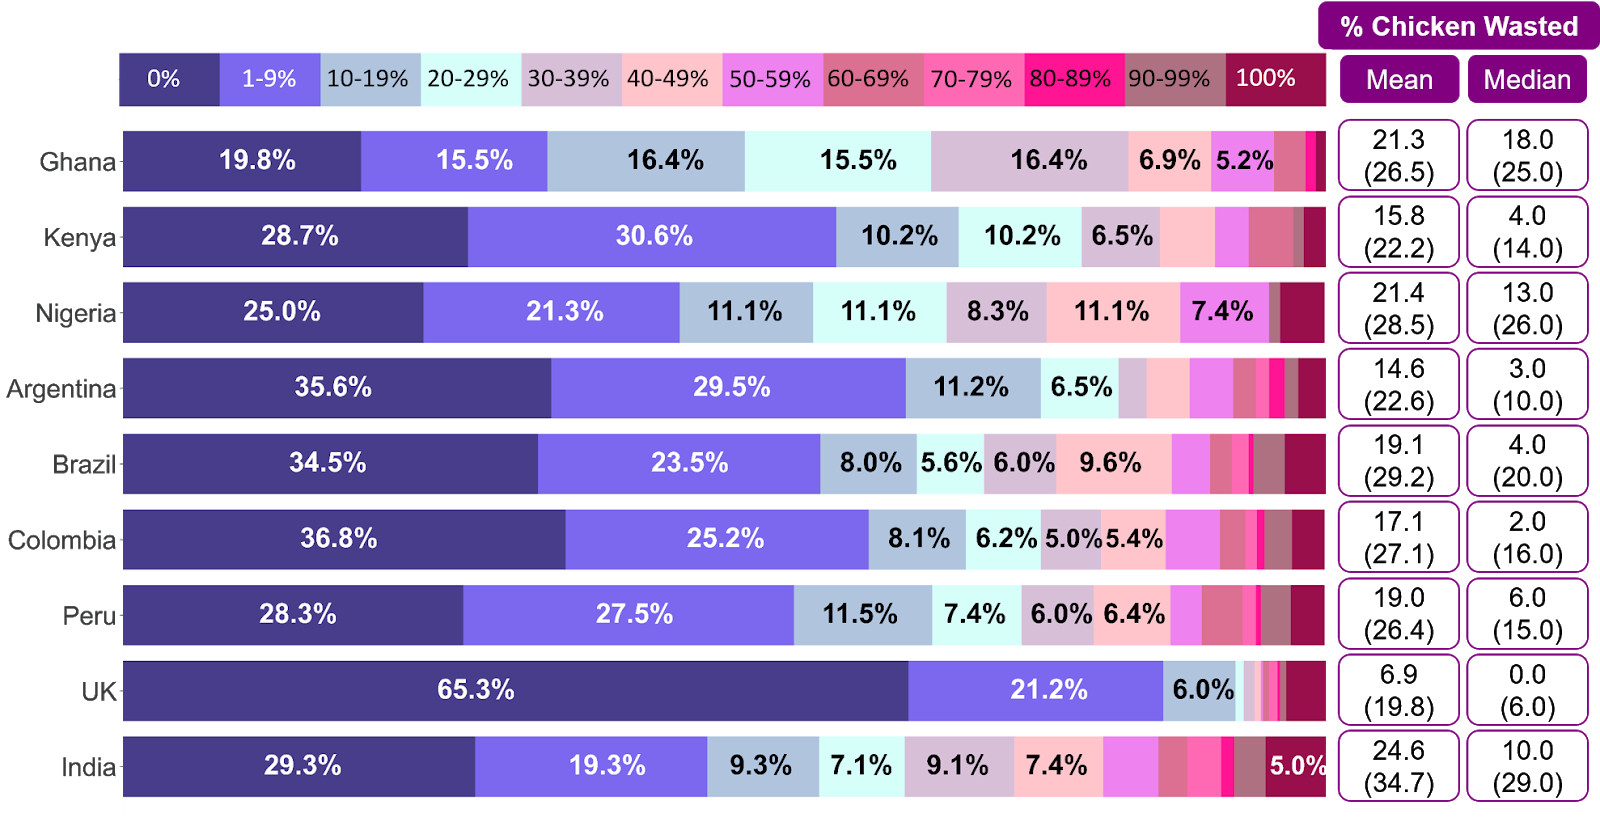 % Chicken Wasted
0% 1-9% 10-19% 20-29% 30-39% 40-49% 50-59% 60-69% 70-79% 80-89% 90-99% 100% Mean Median
Ghana 19.8% 15.5% 16.4% 15.5% 16.4% 6.9% 5.2% 21.3 18.0
(26.5) (25.0)
Kenya 28.7% 30.6% 10.2% 10.2% 6.5% 15.8 4.0
(22.2) (14.0)
Nigeria 25.0% 21.3% 11.1% 11.1% 8.3% 11.1% 7.4% 21.4 13.0
(28.5) (26.0)
Argentina 35.6% 29.5% 11.2% 6.5% 14.6 3.0
(22.6) (10.0)
Brazil 34.5% 23.5% 8.0% 5.6% 6.0% 9.6% 19.1 4.0
(29.2) (20.0)
Colombia 36.8% 25.2% 8.1% 6.2% 5.0% 5.4% 17.1 2.0
(27.1) (16.0)
Peru 28.3% 27.5% 11.5% 7.4% 6.0% 6.4% 19.0 6.0
(26.4) (15.0)
UK 65.3% 21.2% 6.0% 6.9 0.0
(19.8) (6.0)
India 29.3% 19.3% 9.3% 7.1% 9.1% 7.4% 5.0% 24.6 10.0
(34.7) (29.0)